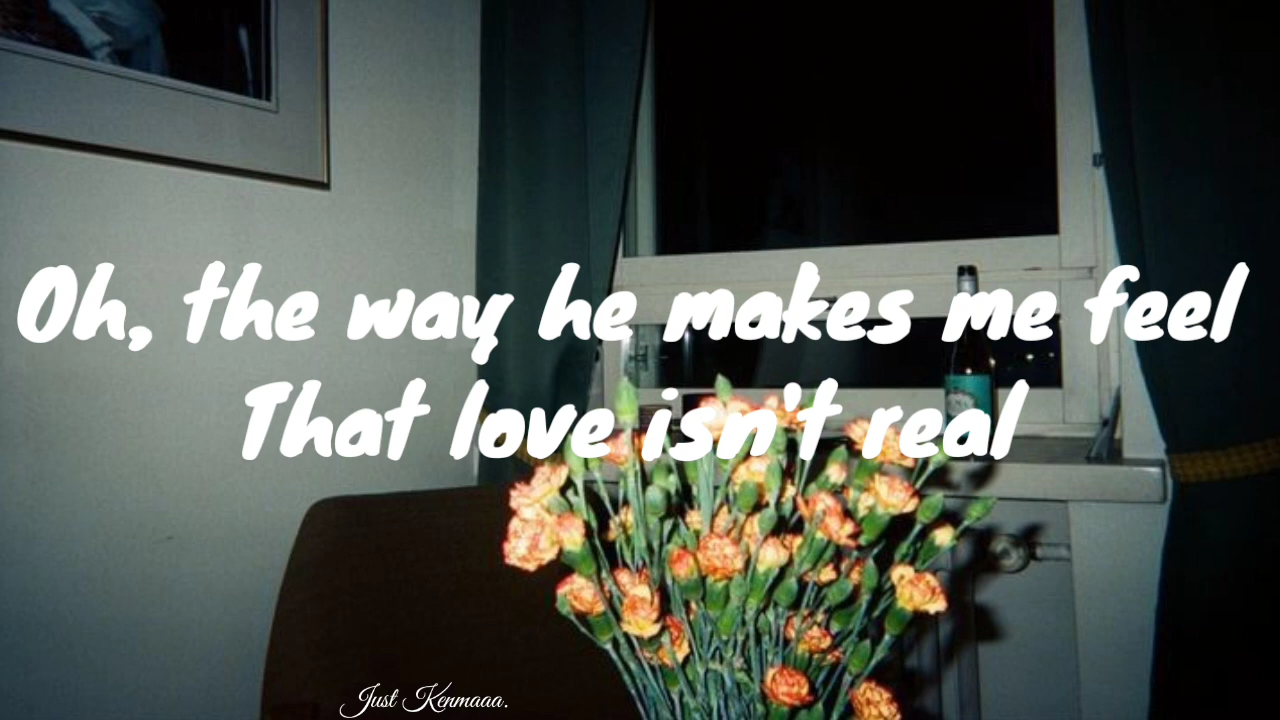 Oh, the way he makes me feel
That love isn't real
Just Kenmaaa.